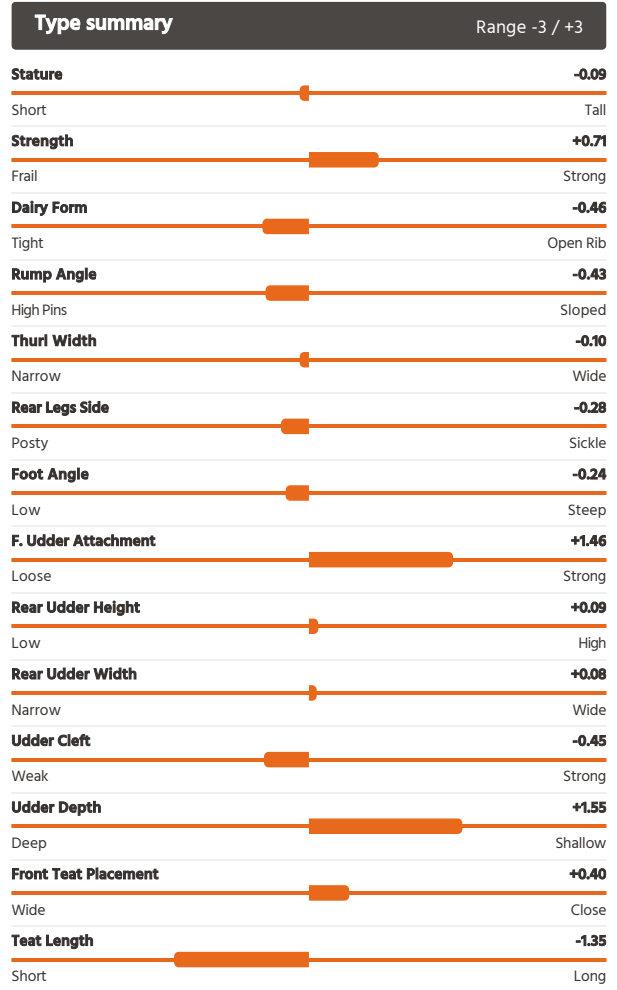 Type summary Range -3 / +3
Stature -0.09
Short Tall
Strength +0.71
Frail Strong
Dairy Form -0.46
Tight Open Rib
Rump Angle -0.43
High Pins Sloped
Thurl Width -0.10
Narrow Wide
Rear Legs Side -0.28
Posty Sickle
Foot Angle -0.24
Low Steep
F. Udder Attachment +1.46
Loose Strong
Rear Udder Height +0.09
Low High
Rear Udder Width +0.08
Narrow Wide
Udder Cleft -0.45
Weak Strong
Udder Depth +1.55
Deep Shallow
Front Teat Placement +0.40
Wide Close
Teat Length -1.35
Short Long